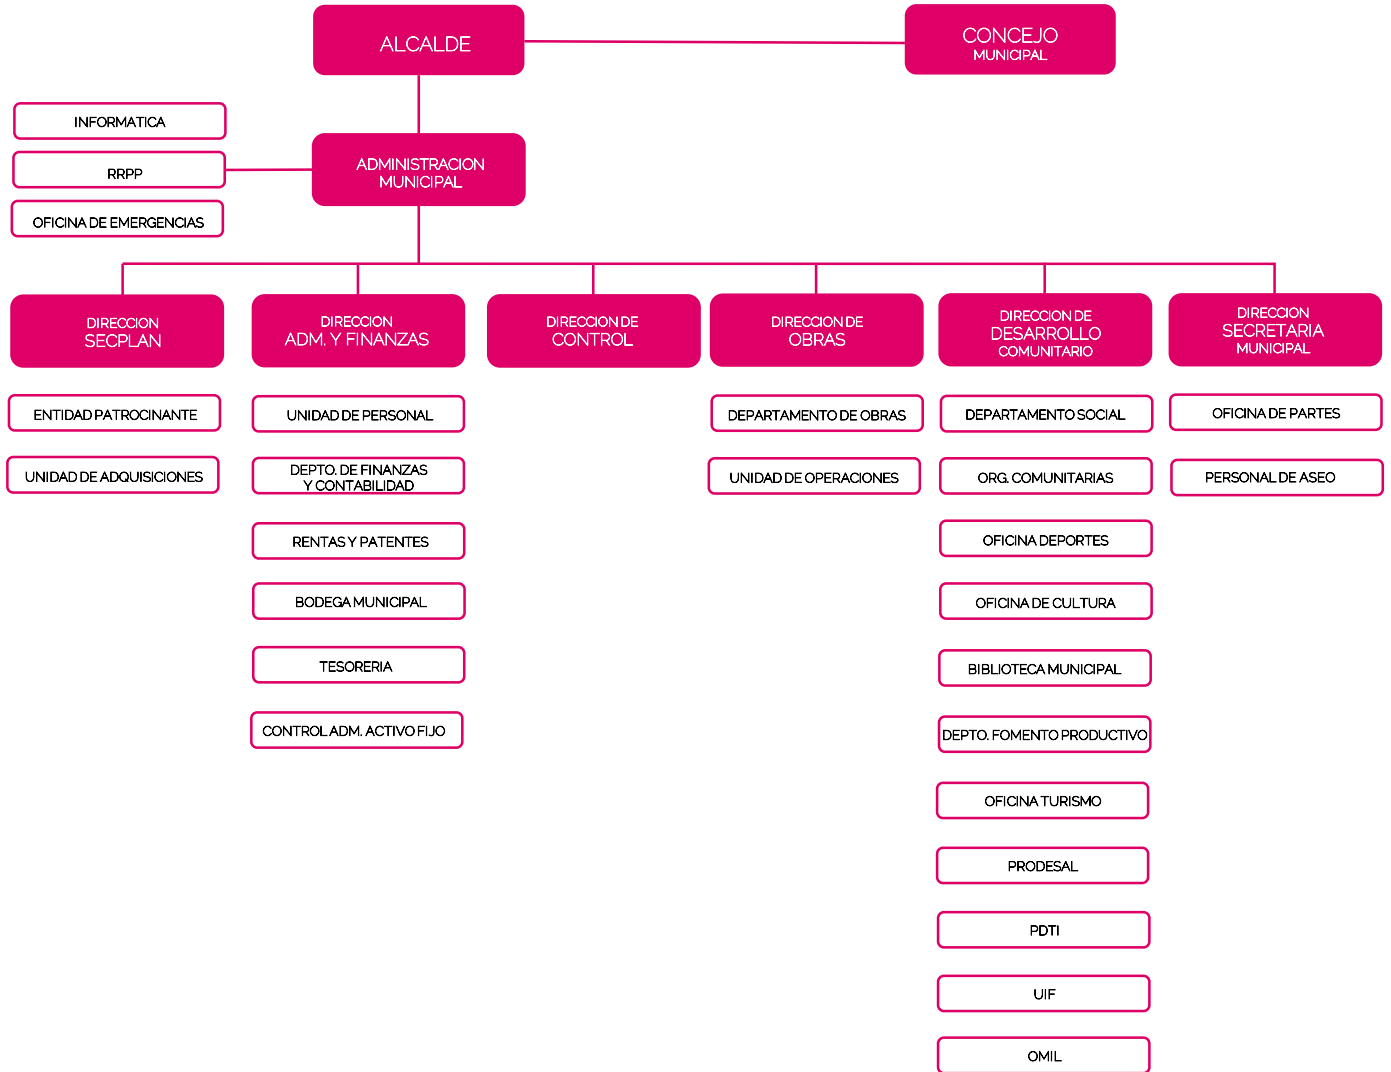 ALCALDE
CONCEJO
MUNICIPAL
INFORMATICA
RRPP
OFICINA DE EMERGENCIAS
ADMINISTRACION
MUNICIPAL
DIRECCION
SECPLAN
DIRECCION
ADM. Y FINANZAS
DIRECCION DE
CONTROL
DIRECCION DE
OBRAS
DIRECCION DE
DESARROLLO
COMUNITARIO
DIRECCION
SECRETARIA
MUNICIPAL
ENTIDAD PATROCINANTE
UNIDAD DE ADQUISICIONES
UNIDAD DE PERSONAL
DEPTO. DE FINANZAS
Y CONTABILIDAD
RENTAS Y PATENTES
BODEGA MUNICIPAL
TESORERIA
CONTROL ADM. ACTIVO FIJO
DEPARTAMENTO DE OBRAS
UNIDAD DE OPERACIONES
DEPARTAMENTO SOCIAL
ORG. COMUNITARIAS
OFICINA DEPORTES
OFICINA DE CULTURA
BIBLIOTECA MUNICIPAL
DEPTO. FOMENTO PRODUCTIVO
OFICINA TURISMO
PRODESAL
PDTI
UIF
OMIL
OFICINA DE PARTES
PERSONAL DE ASEO